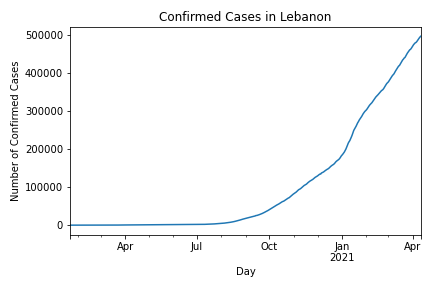 Confirmed Cases in Lebanon
Number of Confirmed Cases
500000
400000
300000
200000
100000
0
Apr
Jul
Oct
Jan
2021
Apr
Day